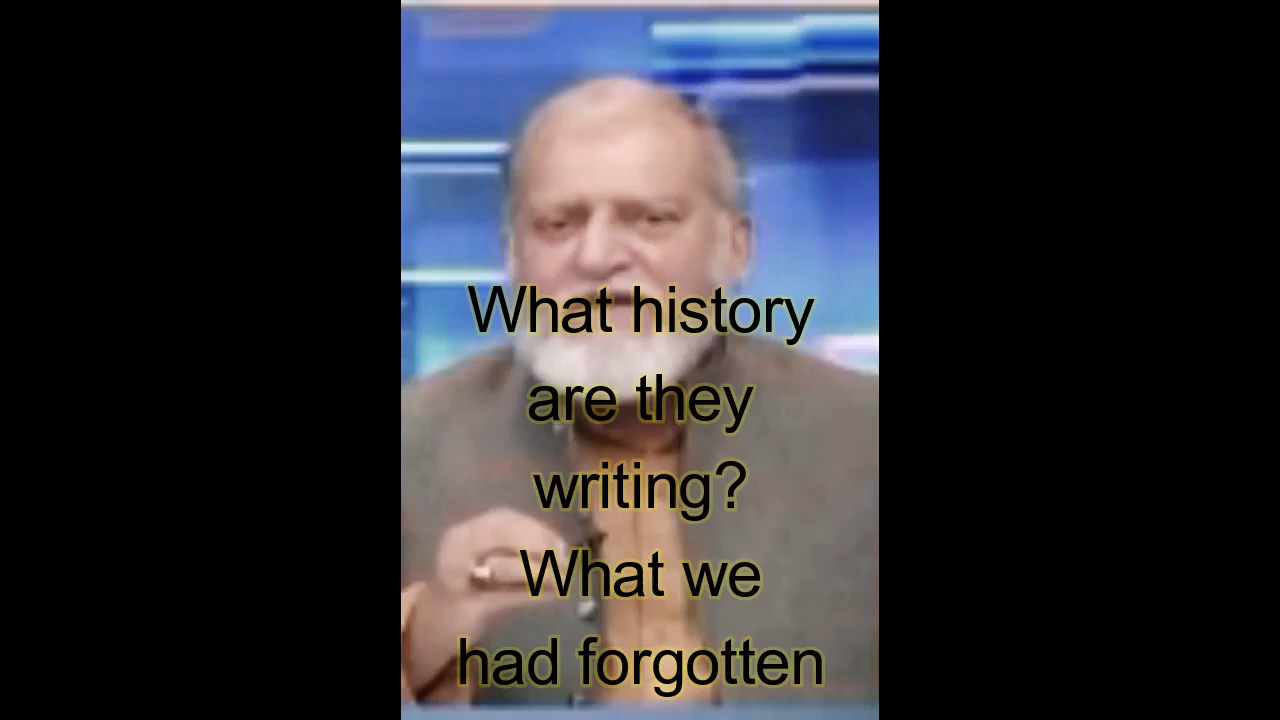 What history
are they
writing?
What we
had forgotten